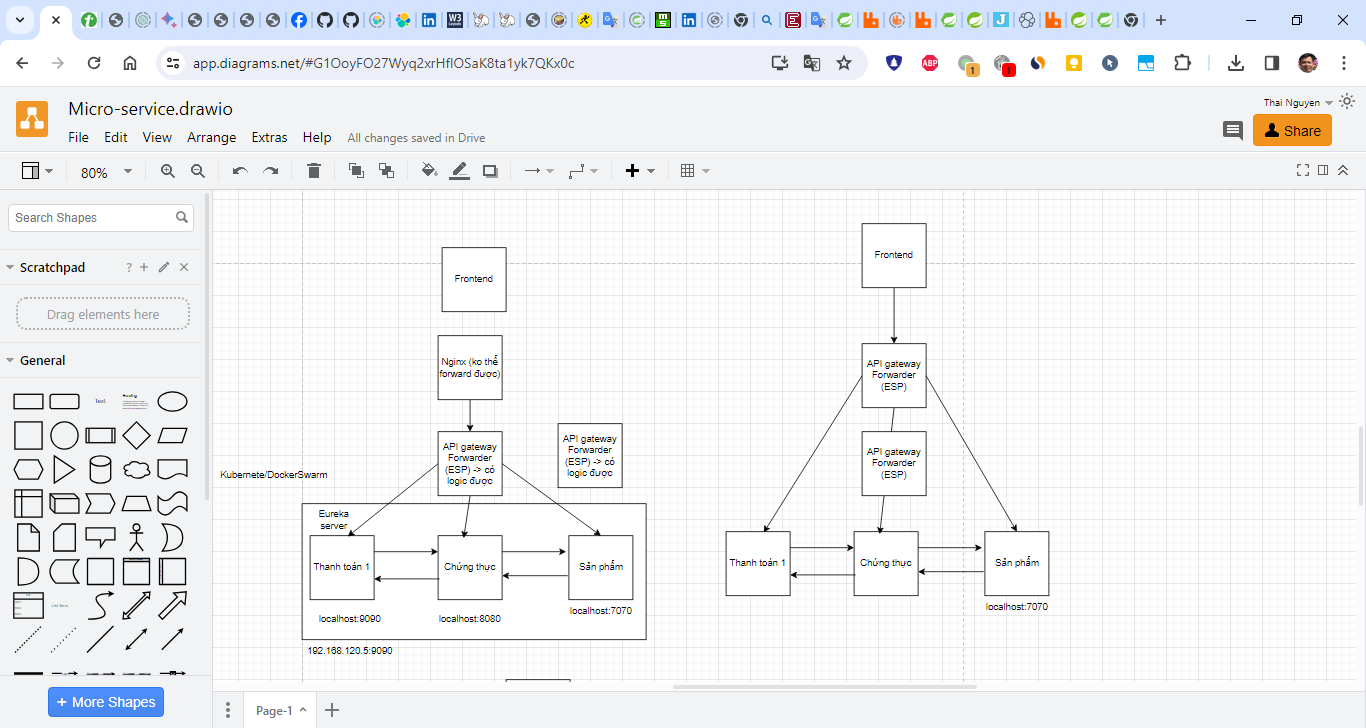 app.diagrams.net/#G1OoyFO27Wyq2xrHflOSaK8ta1yk7QKx0c
Micro-service.drawio
Thai Nguyen
File Edit View Arrange Extras Help All changes saved in Drive
Share
80%
Search Shapes
Scratchpad
Drag elements here
General
Text
Heading
+ More Shapes
Frontend
Nginx (ko thể
forward được)
API gateway
Forwarder
(ESP) -> có
logic được
API gateway
Forwarder
(ESP) -> có
logic được
Kubernete/DockerSwarm
Eureka
server
Thanh toán 1
Chứng thực
Sản phẩm
localhost:9090
localhost:8080
localhost:7070
192.168.120.5:9090
Frontend
API gateway
Forwarder
(ESP)
API gateway
Forwarder
(ESP)
Thanh toán 1
Chứng thực
Sản phẩm
localhost:7070
Page-1